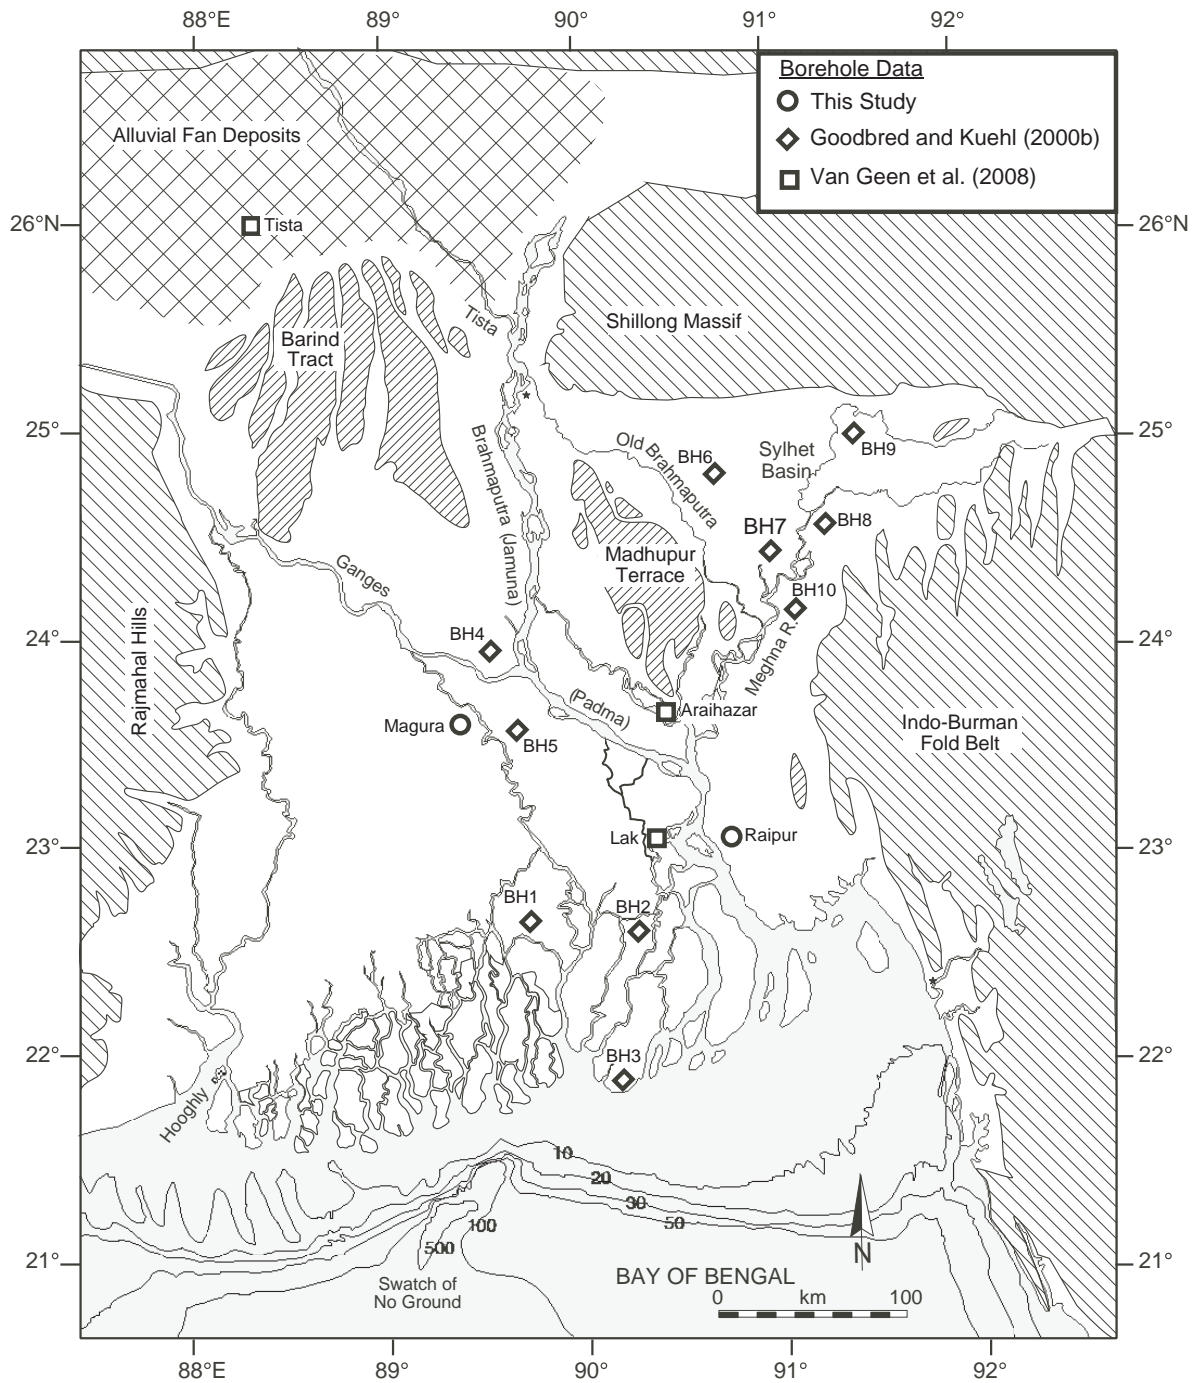 88°E 89° 90° 91° 92°
Borehole Data
This Study
Goodbred and Kuehl (2000b)
Van Geen et al. (2008)
Alluvial Fan Deposits
26°N
Tista
26°N
Tista
Shillong Massif
Barind
Tract
25°
25°
Brahmaputra (Jamuna)
Old Brahmaputra
BH6
Sylhet
Basin
BH9
BH7
BH8
Madhupur
Terrace
Ganges
BH10
Rajmahal Hills
24°
24°
BH4
Meghna R.
(Padma)
Araihazar
Magura
BH5
Indo-Burman
Fold Belt
23°
Lak
Raipur
23°
BH1
BH2
22°
BH3
22°
Hooghly
10
20
30
50
100
500
N
21°
21°
Swatch of
No Ground
BAY OF BENGAL
0 km 100
88°E 89° 90° 91° 92°